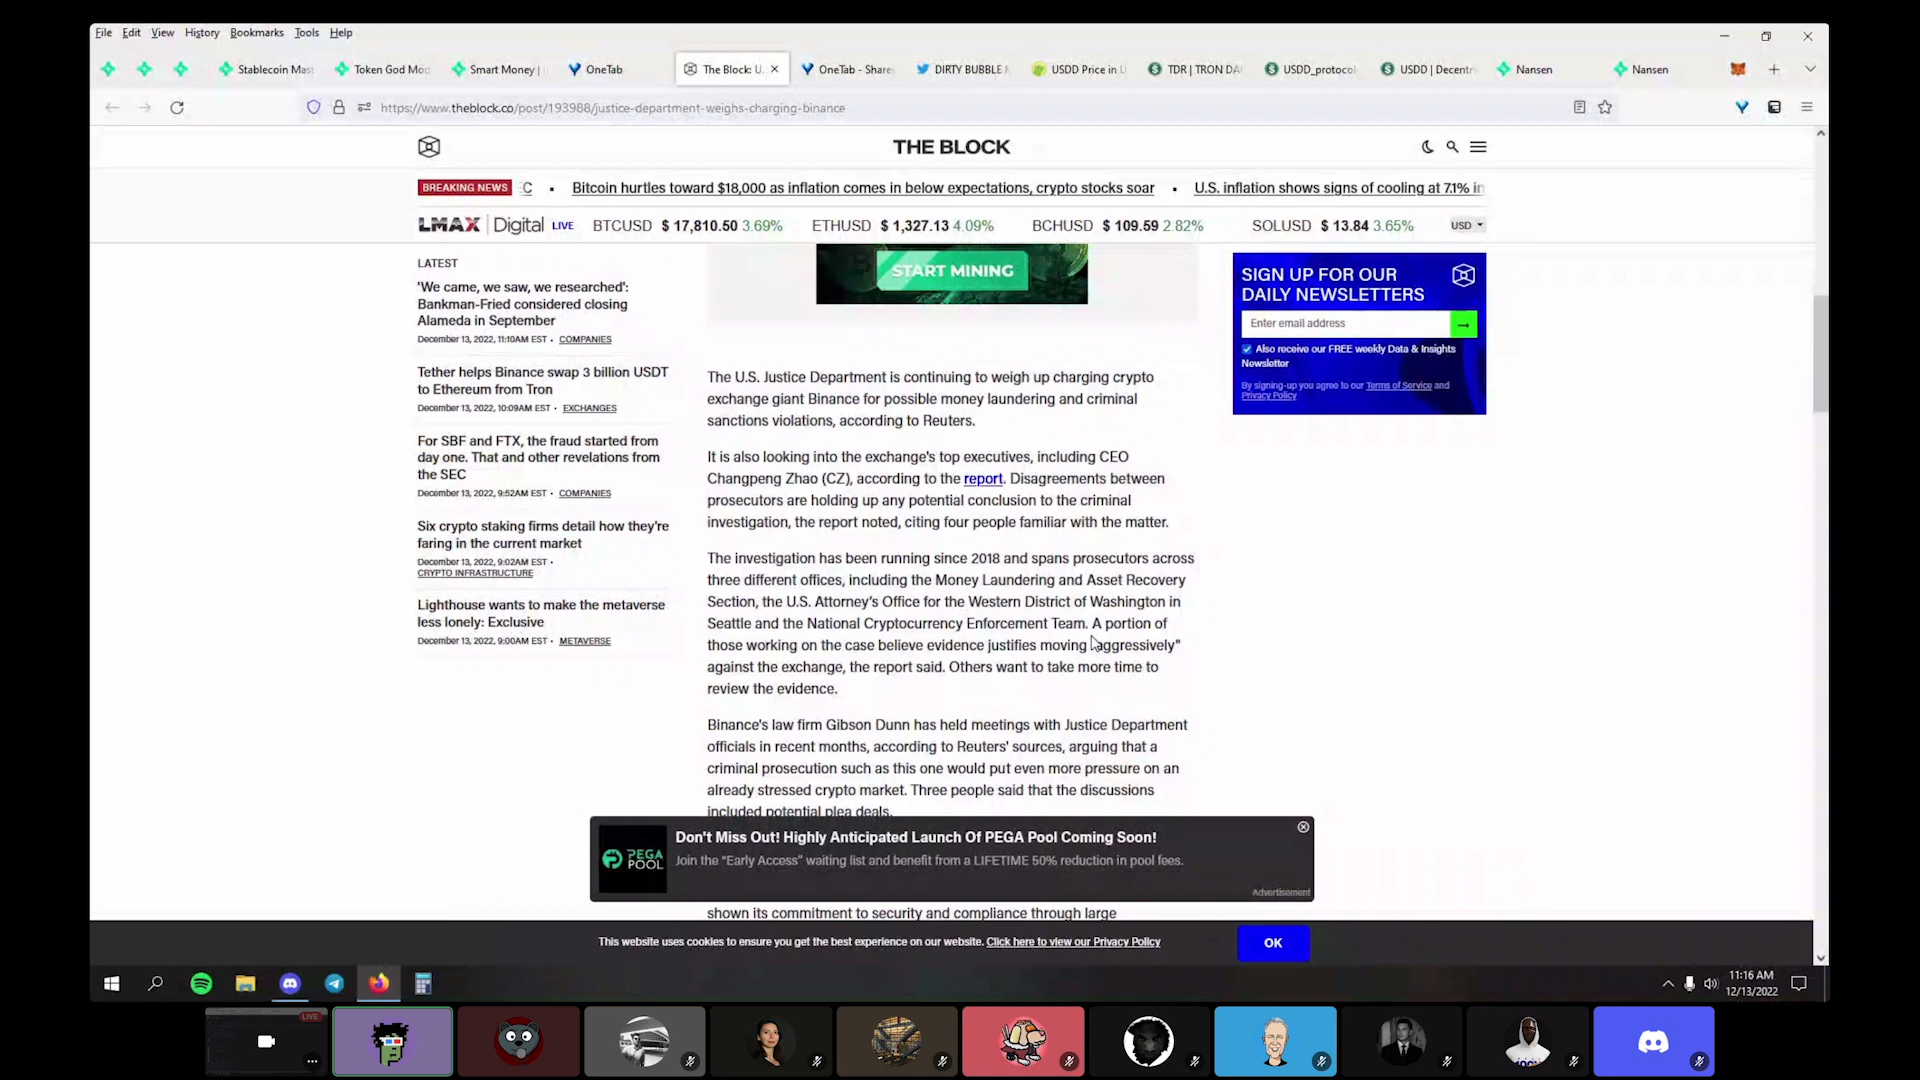 File Edit View History Bookmarks Tools Help
Stablecoin Mas
Token God Mod
Smart Money |
OneTab
The Block: U.
OneTab - Share
DIRTY BUBBLE M
USDD Price in U
TDR | TRON DA
USDD_protocol
USDD | Decentr
Nansen
Nansen
https://www.theblock.co/post/193988/justice-department-weighs-charging-binance
THE BLOCK
BREAKING NEWS C • Bitcoin hurtles toward $18,000 as inflation comes in below expectations, crypto stocks soar • U.S. inflation shows signs of cooling at 7.1% in
LMAX Digital LIVE BTCUSD $ 17,810.50 3.69% ETHUSD $ 1,327.13 4.09% BCHUSD $ 109.59 2.82% SOLUSD $ 13.84 3.65% USD
LATEST
'We came, we saw, we researched':
Bankman-Fried considered closing
Alameda in September
December 13, 2022, 11:10AM EST • COMPANIES
Tether helps Binance swap 3 billion USDT
to Ethereum from Tron
December 13, 2022, 10:09AM EST • EXCHANGES
For SBF and FTX, the fraud started from
day one. That and other revelations from
the SEC
December 13, 2022, 9:52AM EST • COMPANIES
Six crypto staking firms detail how they're
faring in the current market
December 13, 2022, 9:02AM EST •
CRYPTO INFRASTRUCTURE
Lighthouse wants to make the metaverse
less lonely: Exclusive
December 13, 2022, 9:00AM EST • METAVERSE
START MINING
The U.S. Justice Department is continuing to weigh up charging crypto
exchange giant Binance for possible money laundering and criminal
sanctions violations, according to Reuters.
It is also looking into the exchange's top executives, including CEO
Changpeng Zhao (CZ), according to the report. Disagreements between
prosecutors are holding up any potential conclusion to the criminal
investigation, the report noted, citing four people familiar with the matter.
The investigation has been running since 2018 and spans prosecutors across
three different offices, including the Money Laundering and Asset Recovery
Section, the U.S. Attorney's Office for the Western District of Washington in
Seattle and the National Cryptocurrency Enforcement Team. A portion of
those working on the case believe evidence justifies moving "aggressively"
against the exchange, the report said. Others want to take more time to
review the evidence.
Binance's law firm Gibson Dunn has held meetings with Justice Department
officials in recent months, according to Reuters' sources, arguing that a
criminal prosecution such as this one would put even more pressure on an
already stressed crypto market. Three people said that the discussions
included potential plea deals.
shown its commitment to security and compliance through large
SIGN UP FOR OUR
DAILY NEWSLETTERS
Enter email address
Also receive our FREE weekly Data & Insights
Newsletter
By signing-up you agree to our Terms of Service and
Privacy Policy
PEGA
POOL
Don't Miss Out! Highly Anticipated Launch Of PEGA Pool Coming Soon!
Join the "Early Access" waiting list and benefit from a LIFETIME 50% reduction in pool fees.
Advertisement
This website uses cookies to ensure you get the best experience on our website. Click here to view our Privacy Policy
OK
11:16 AM
12/13/2022
LIVE